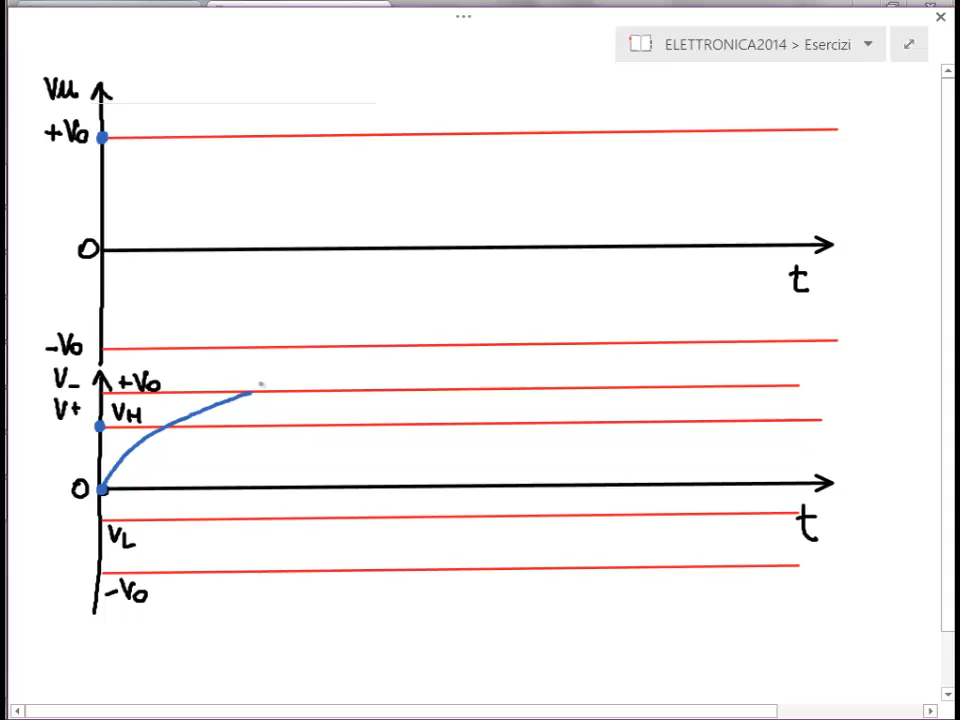 ELETTRONICA2014 > Esercizi
Vu
+Vo
0
t
-Vo
V-
+Vo
V+
VH
0
t
VL
-Vo